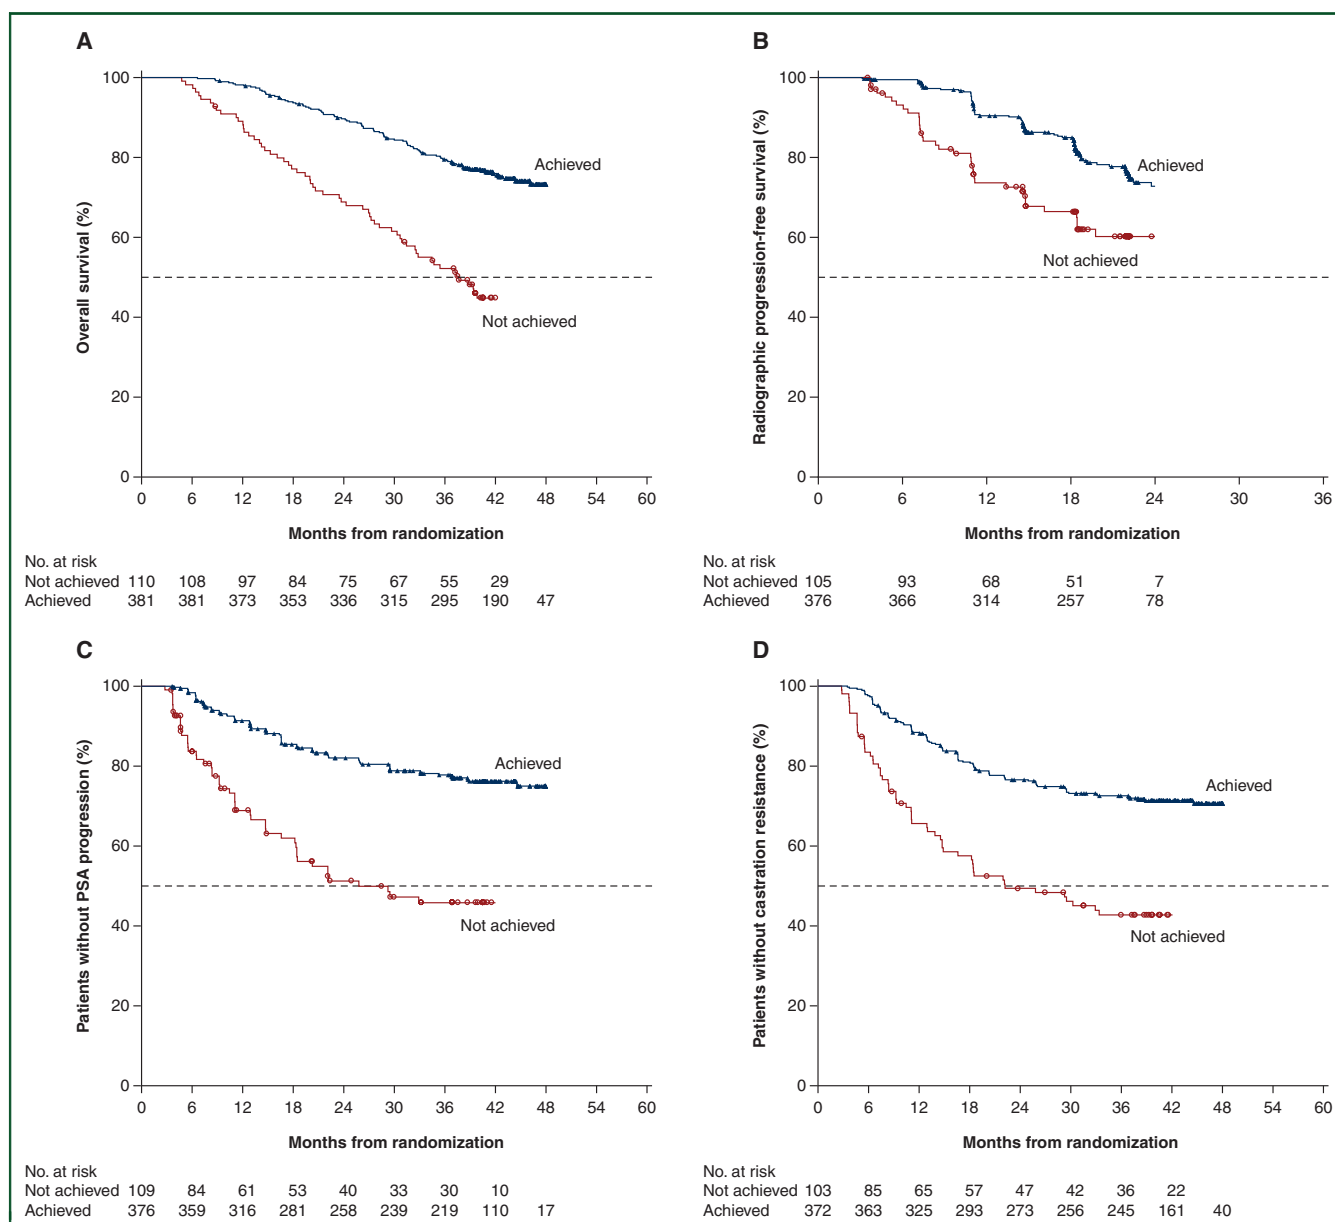 A
Overall survival (%)
100
80
60
40
20
0
Achieved
Not achieved
0 6 12 18 24 30 36 42 48 54 60
Months from randomization
No. at risk
Not achieved 110 108 97 84 75 67 55 29
Achieved 381 381 373 353 336 315 295 190 47
B
Radiographic progression-free survival (%)
100
80
60
40
20
0
Achieved
Not achieved
0 6 12 18 24 30 36
Months from randomization
No. at risk
Not achieved 105 93 68 51 7
Achieved 376 366 314 257 78
C
Patients without PSA progression (%)
100
80
60
40
20
0
Achieved
Not achieved
0 6 12 18 24 30 36 42 48 54 60
Months from randomization
No. at risk
Not achieved 109 84 61 53 40 33 30 10
Achieved 376 359 316 281 258 239 219 110 17
D
Patients without castration resistance (%)
100
80
60
40
20
0
Achieved
Not achieved
0 6 12 18 24 30 36 42 48 54 60
Months from randomization
No. at risk
Not achieved 103 85 65 57 47 42 36 22
Achieved 372 363 325 293 273 256 245 161 40